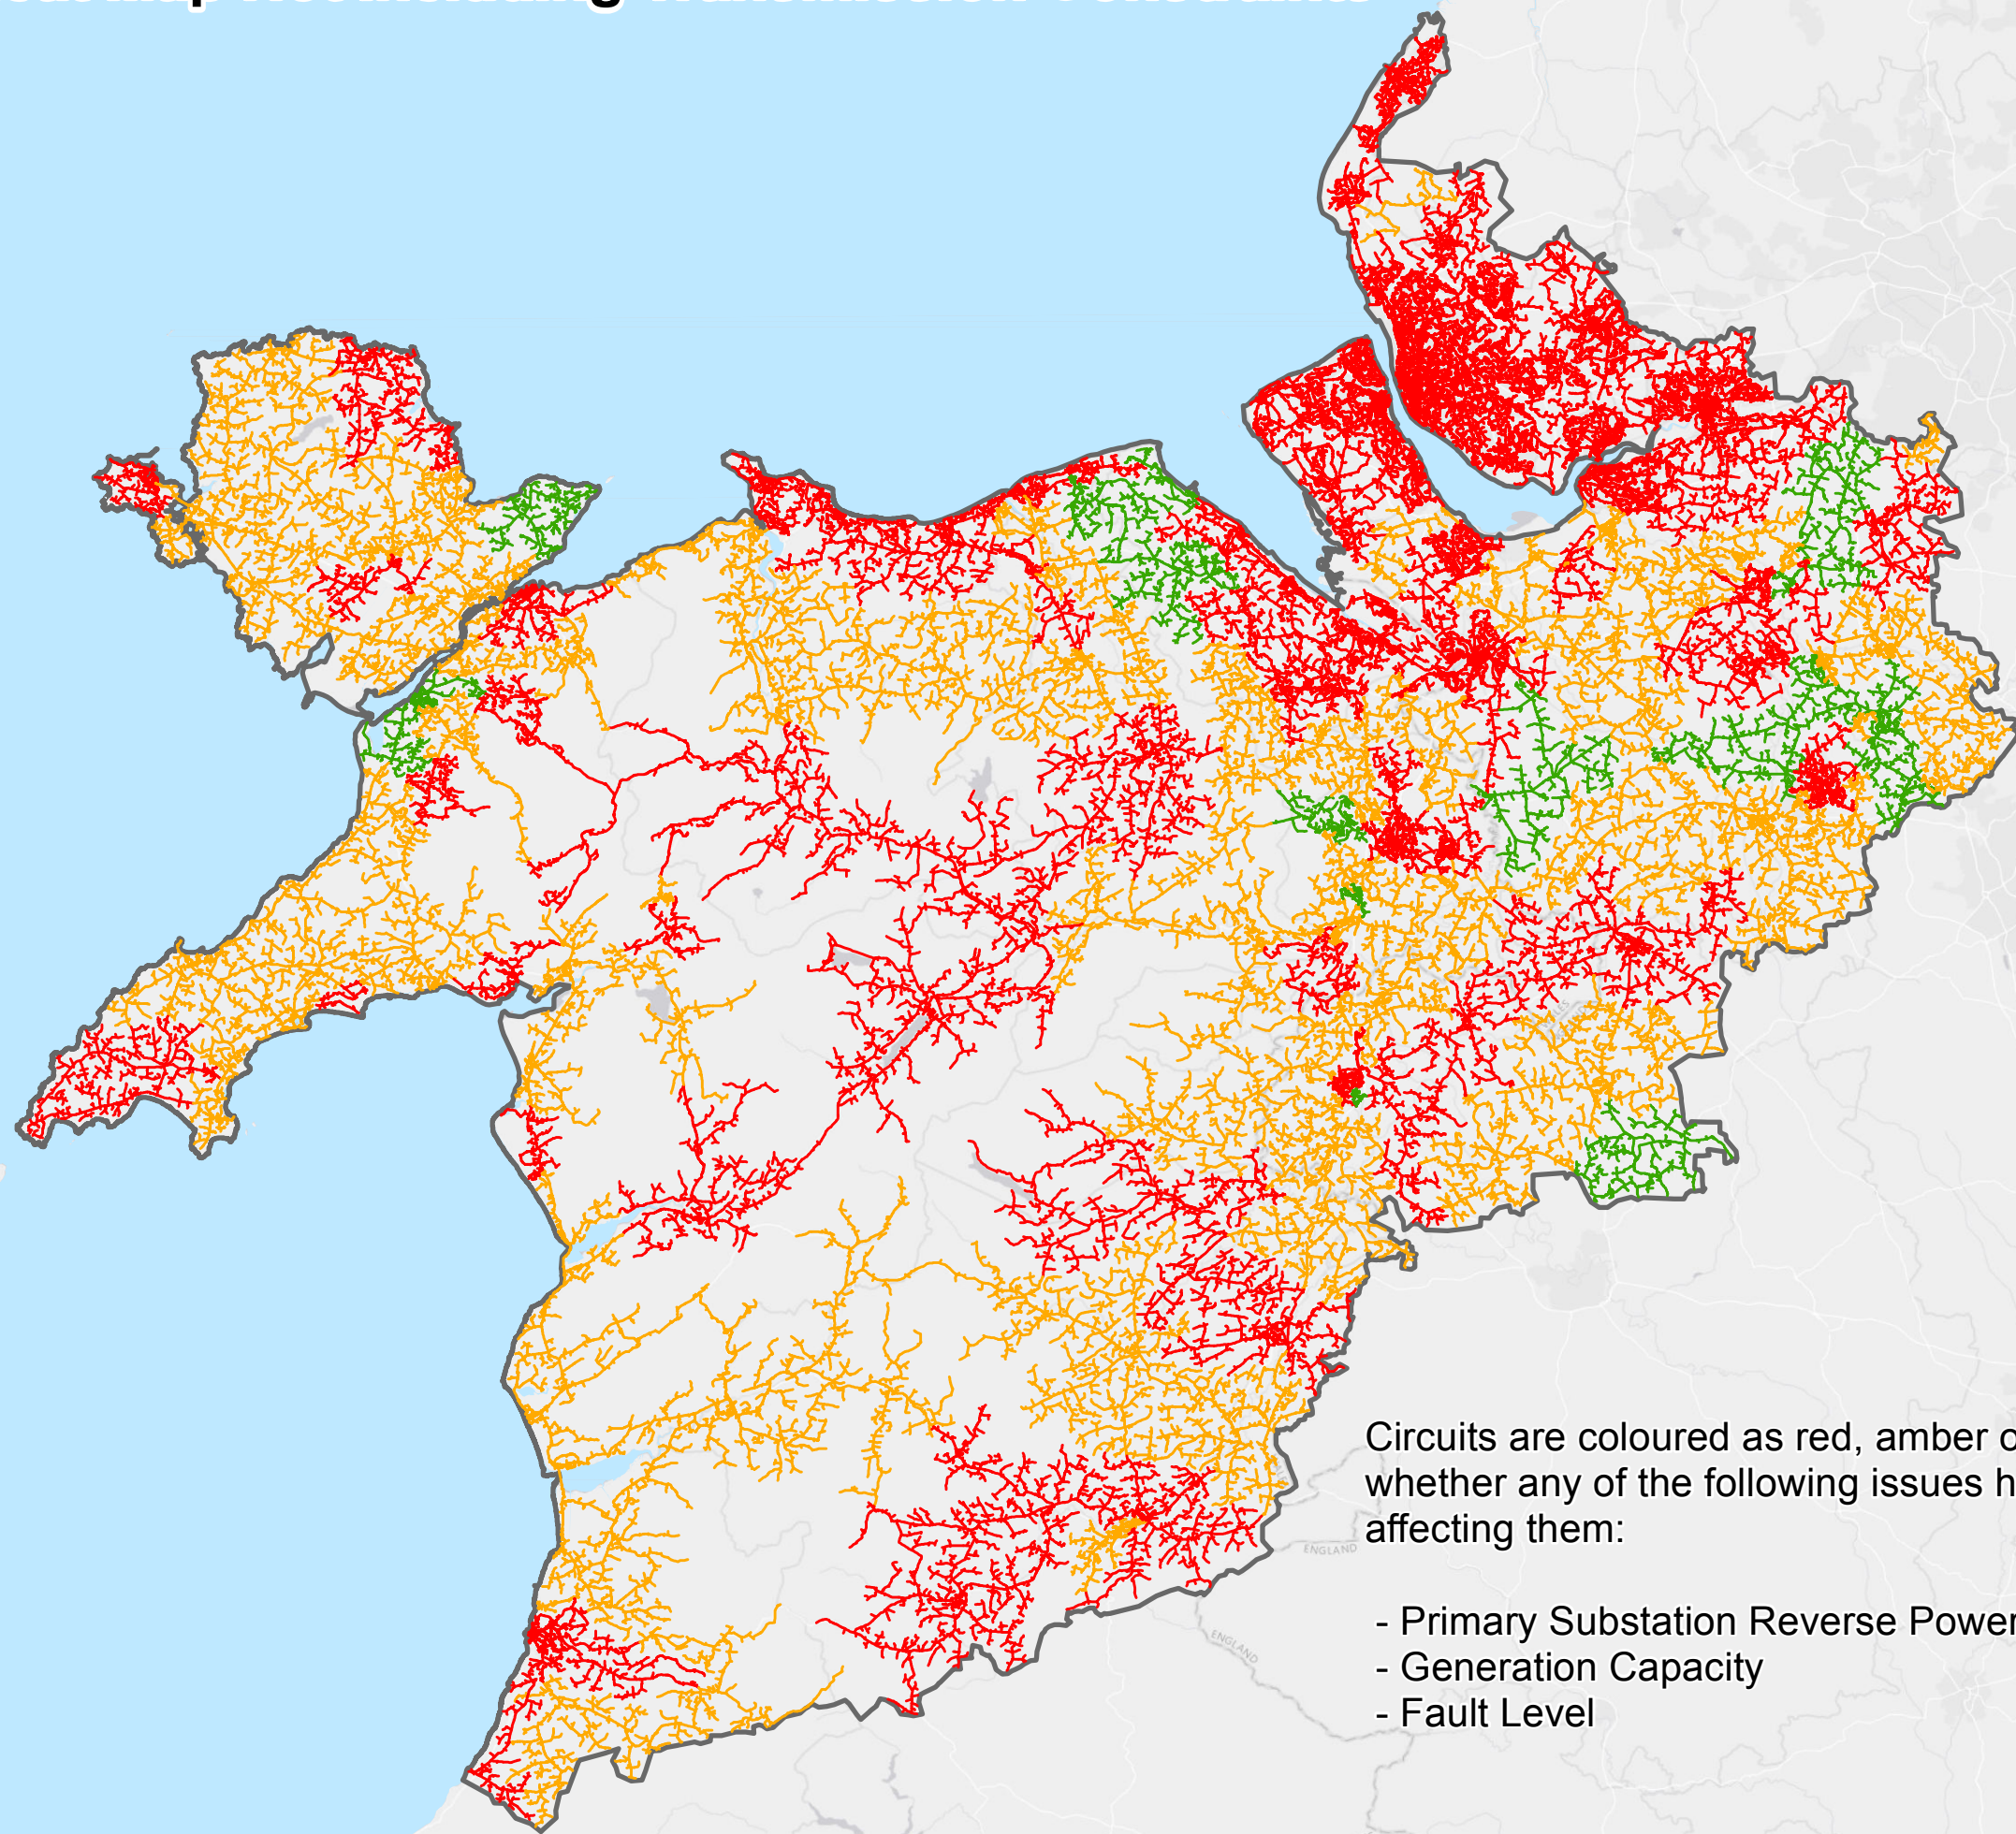 Circuits are coloured as red, amber o
whether any of the following issues h
affecting them:
- Primary Substation Reverse Power
- Generation Capacity
- Fault Level
ENGLAND
ENGLAND